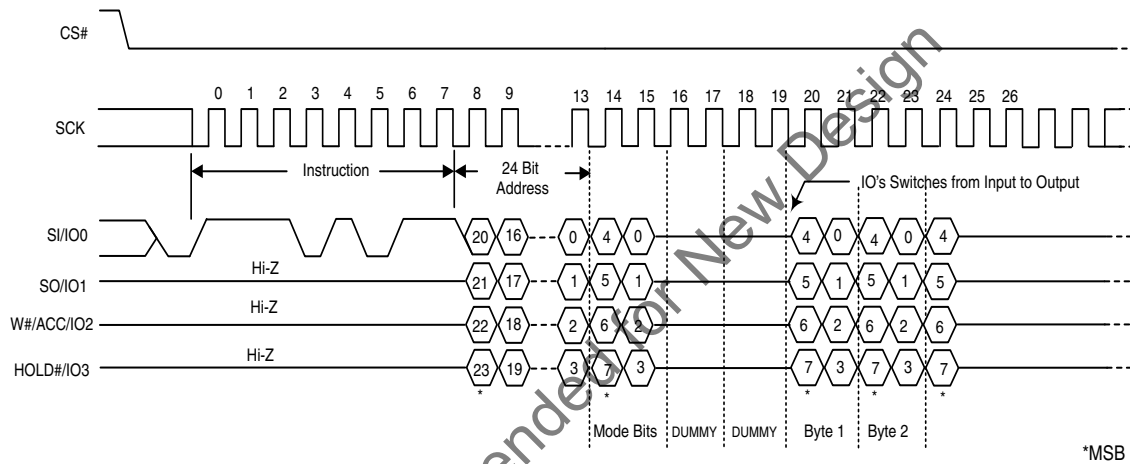 CS#
0 1 2 3 4 5 6 7 8 9 13 14 15 16 17 18 19 20 21 22 23 24 25 26
SCK
Instruction
24 Bit
Address
IO's Switches from Input to Output
SI/IO0
20 16 0 4 0 4 0 4 0 4
Hi-Z
SO/IO1
21 17 1 5 1 5 1 5 1 5
Hi-Z
W#/ACC/IO2
22 18 2 6 2 6 2 6 2 6
Hi-Z
HOLD#/IO3
23 19 3 7 3 7 3 7 3 7
* * * * *
Mode Bits DUMMY DUMMY Byte 1 Byte 2
*MSB
ended for New Design